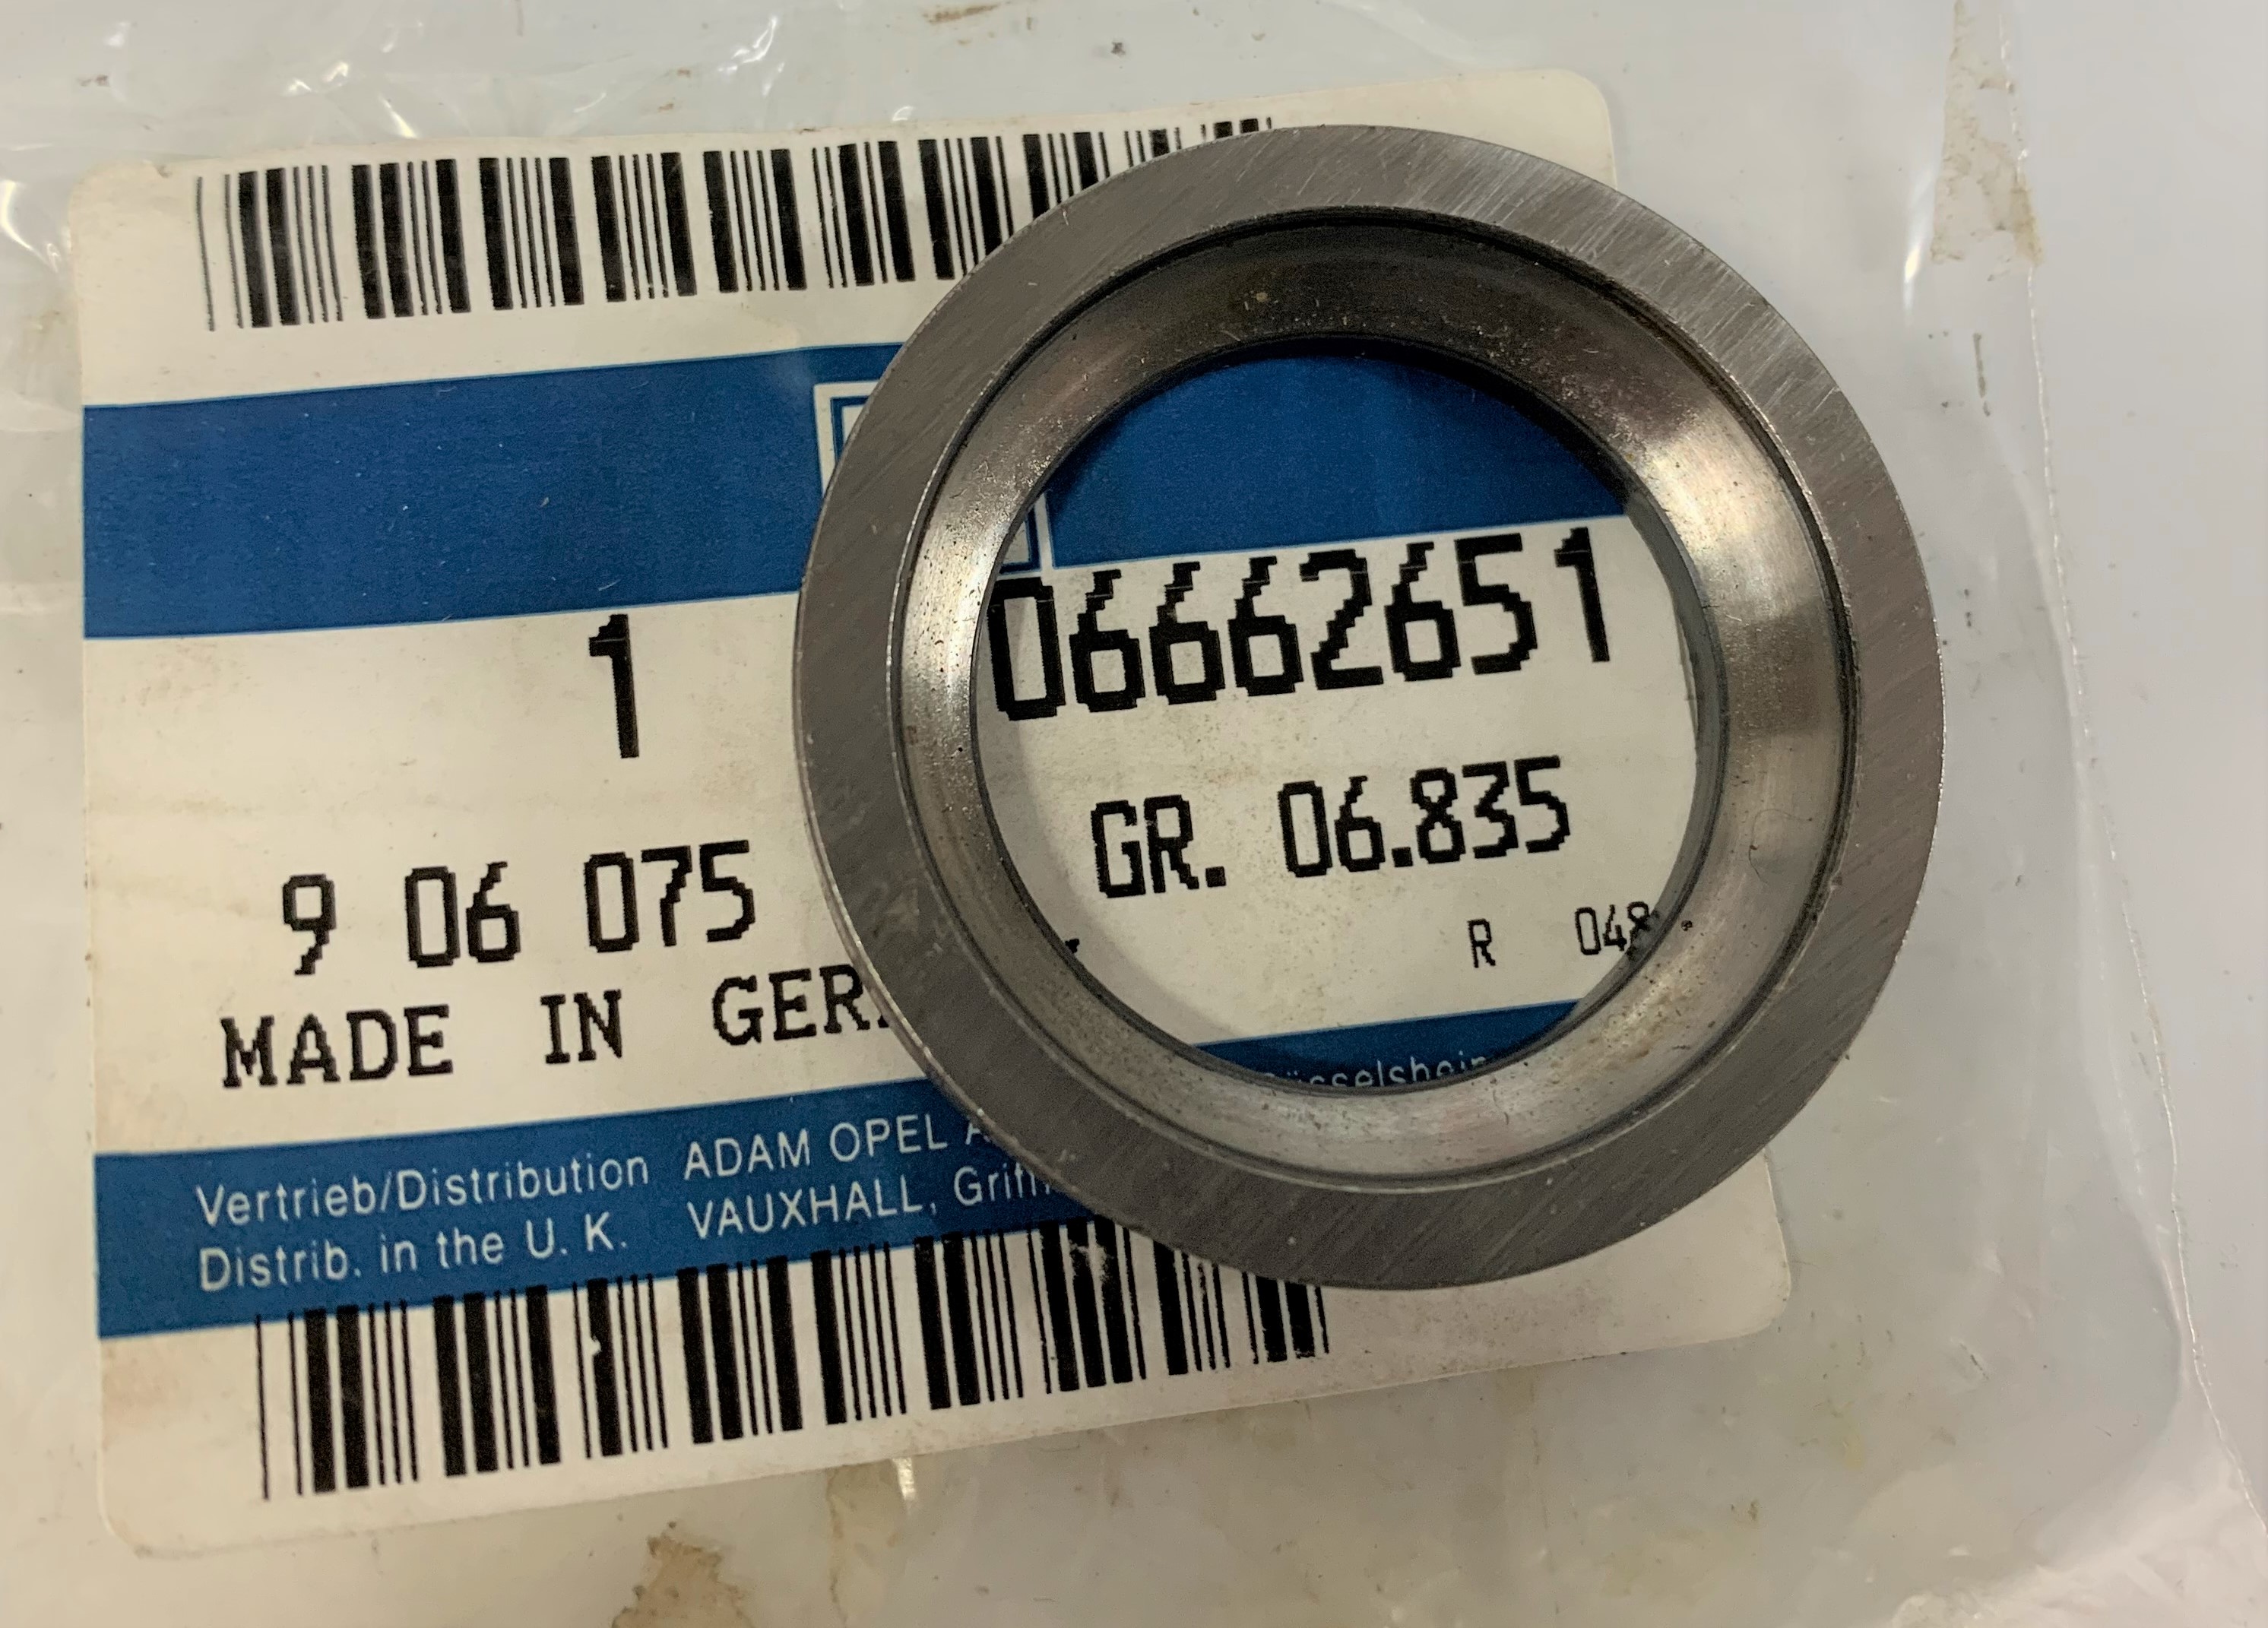 1 06662651
9 06 075 GR. 06.835
R 048
MADE IN GER
Vertrieb/Distribution ADAM OPEL
Distrib. in the U. K. VAUXHALL,